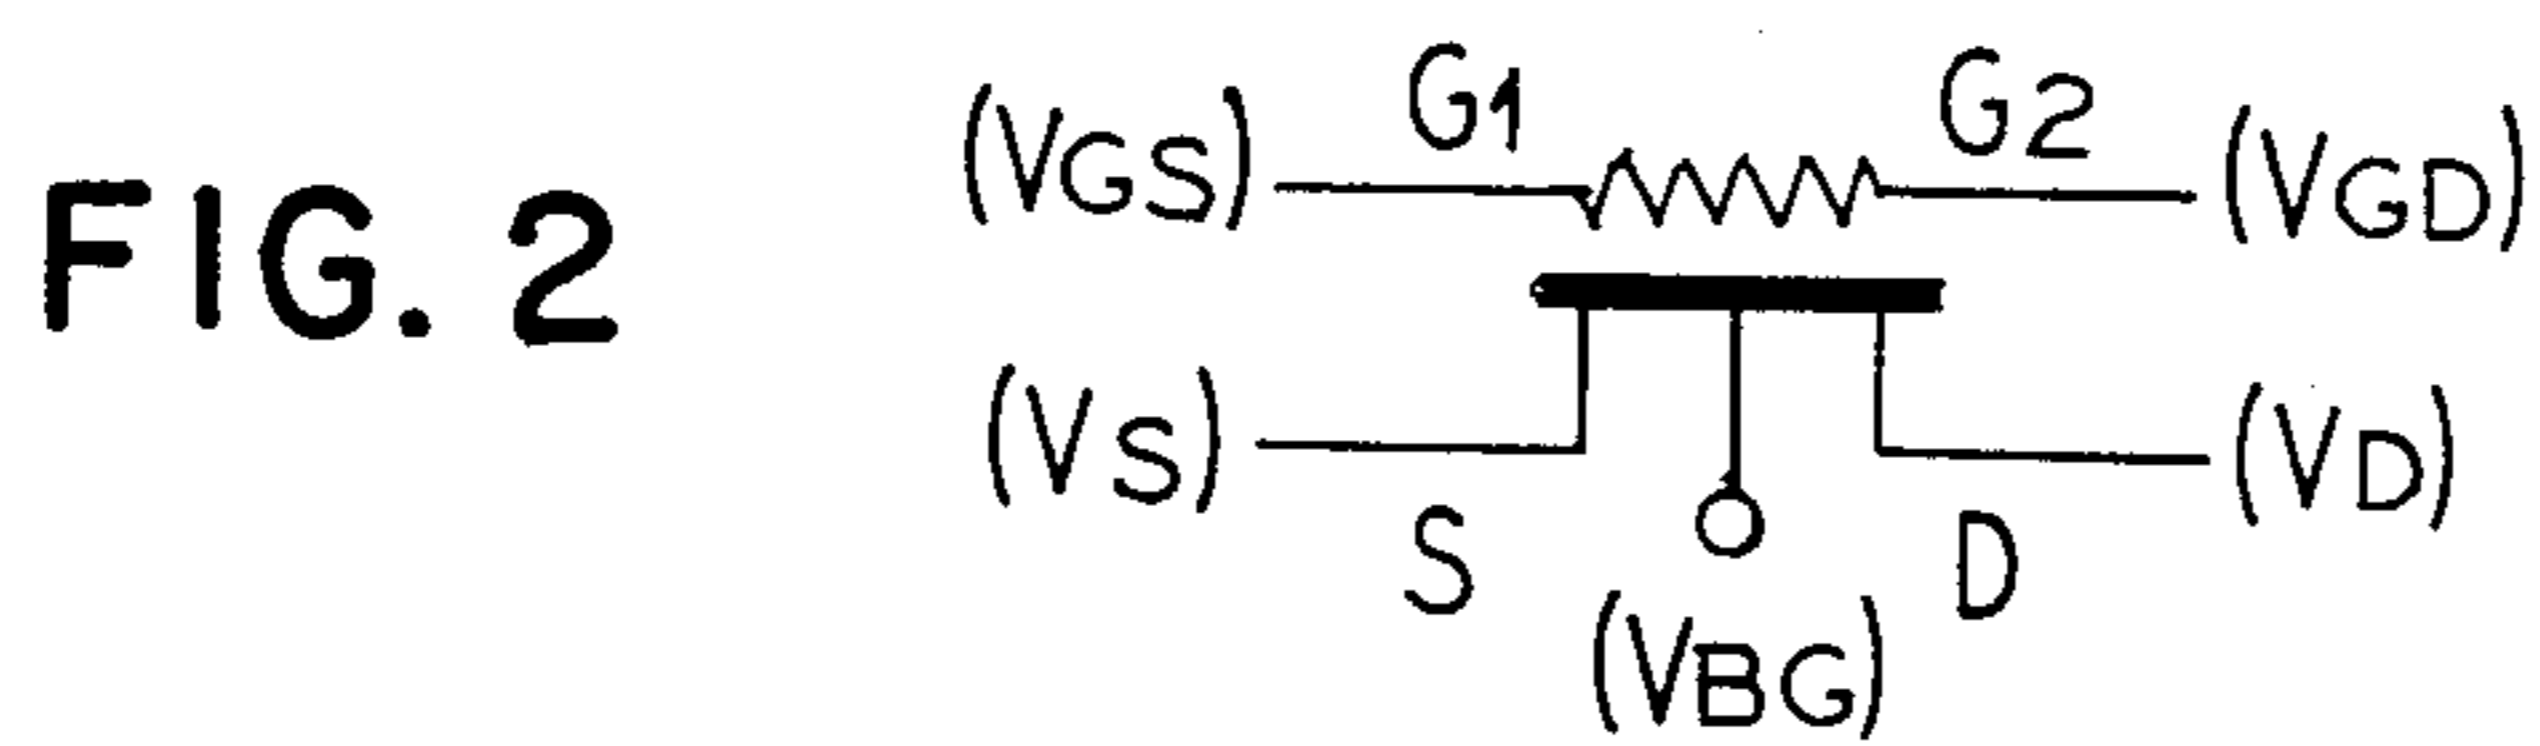 FIG. 2
G1 G2
(VGS) (VGD)
(VS) (VD)
S D
(VBG)